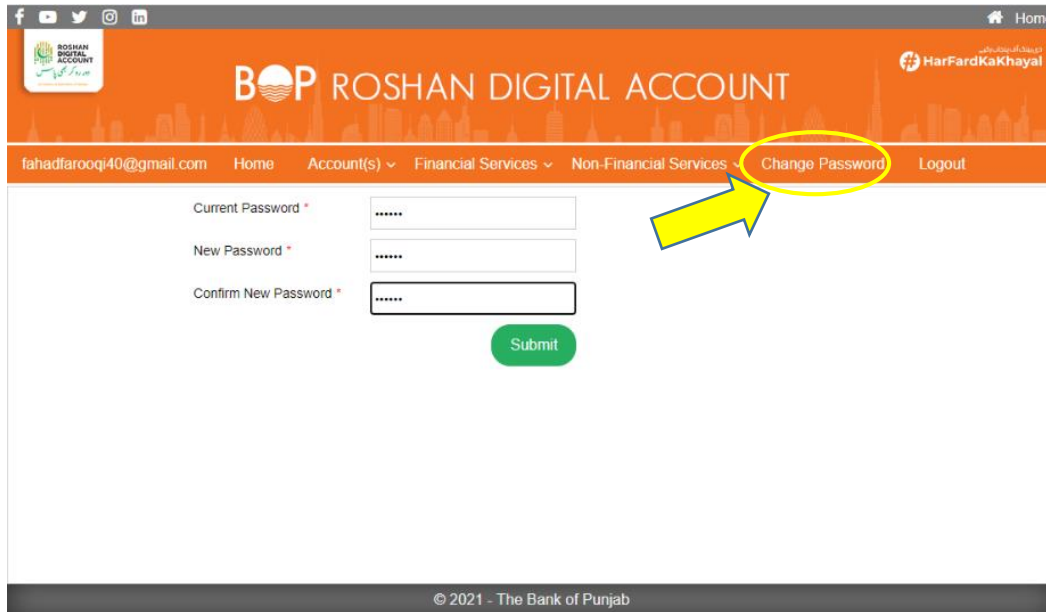 Home
ROSHAN
DIGITAL
ACCOUNT
BOP ROSHAN DIGITAL ACCOUNT
#HarFardKaKhayal
fahadfarooqi40@gmail.com Home Account(s) Financial Services Non-Financial Services Change Password Logout
Current Password * ••••••
New Password * ••••••
Confirm New Password * ••••••
Submit
© 2021 - The Bank of Punjab